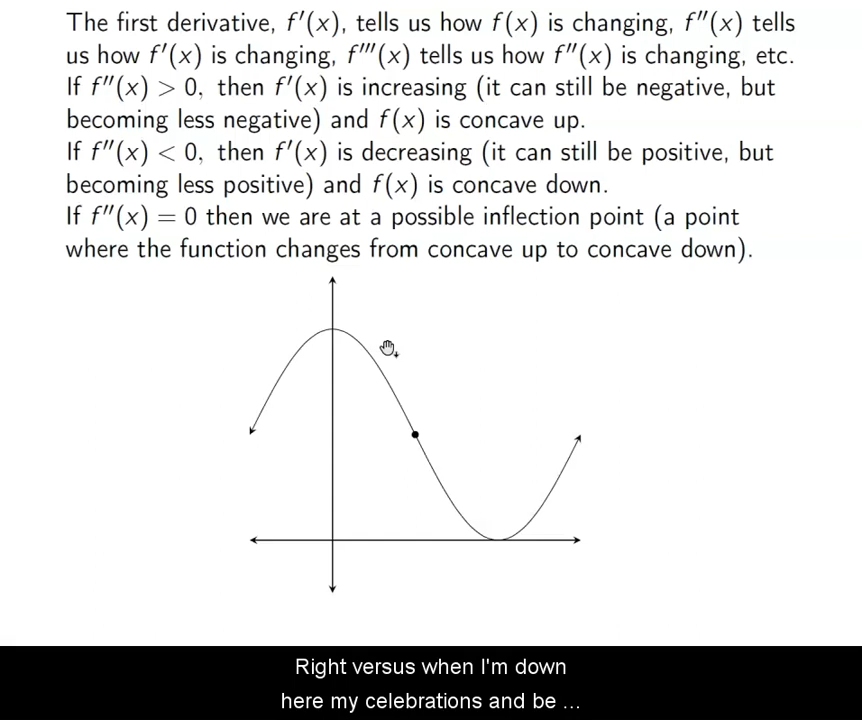 The first derivative, f′(x), tells us how f(x) is changing, f″(x) tells
us how f′(x) is changing, f‴(x) tells us how f″(x) is changing, etc.
If f″(x) > 0, then f′(x) is increasing (it can still be negative, but
becoming less negative) and f(x) is concave up.
If f″(x) < 0, then f′(x) is decreasing (it can still be positive, but
becoming less positive) and f(x) is concave down.
If f″(x) = 0 then we are at a possible inflection point (a point
where the function changes from concave up to concave down).
Right versus when I'm down
here my celebrations and be ...